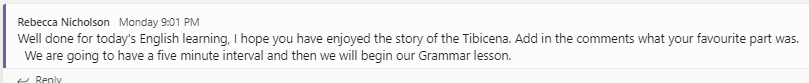 Rebecca Nicholson Monday 9:01 PM
Well done for today's English learning, I hope you have enjoyed the story of the Tibicena. Add in the comments what your favourite part was.
We are going to have a five minute interval and then we will begin our Grammar lesson.
Reply